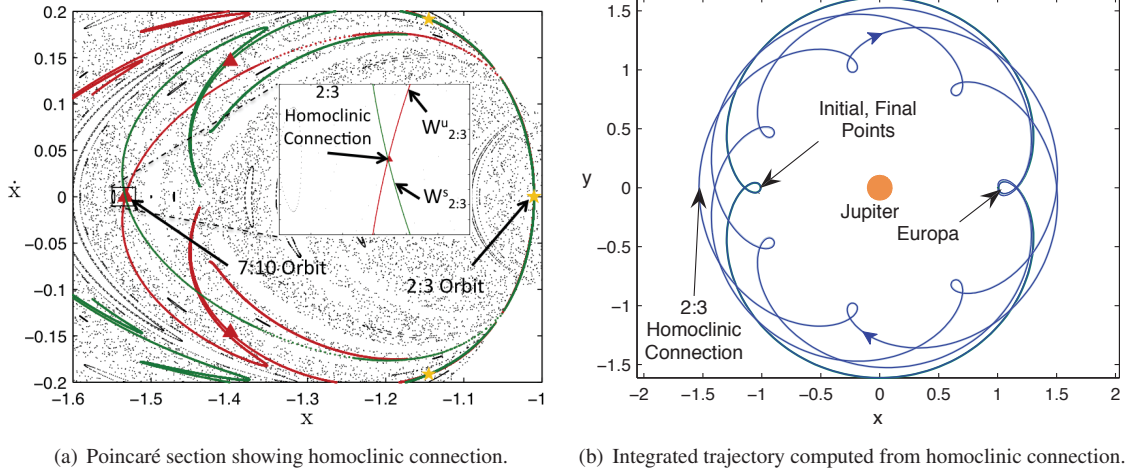 0.2
0.15
0.1
0.05
0
−0.05
−0.1
−0.15
−0.2
ẋ
−1.6
−1.5
−1.4
−1.3
−1.2
−1.1
−1
x
2:3
Homoclinic
Connection
Wᵘ2:3
Wˢ2:3
7:10 Orbit
2:3 Orbit
(a) Poincaré section showing homoclinic connection.
1.5
1
0.5
0
−0.5
−1
−1.5
y
−2
−1.5
−1
−0.5
0
0.5
1
1.5
2
x
Initial, Final
Points
Jupiter
Europa
2:3
Homoclinic
Connection
(b) Integrated trajectory computed from homoclinic connection.